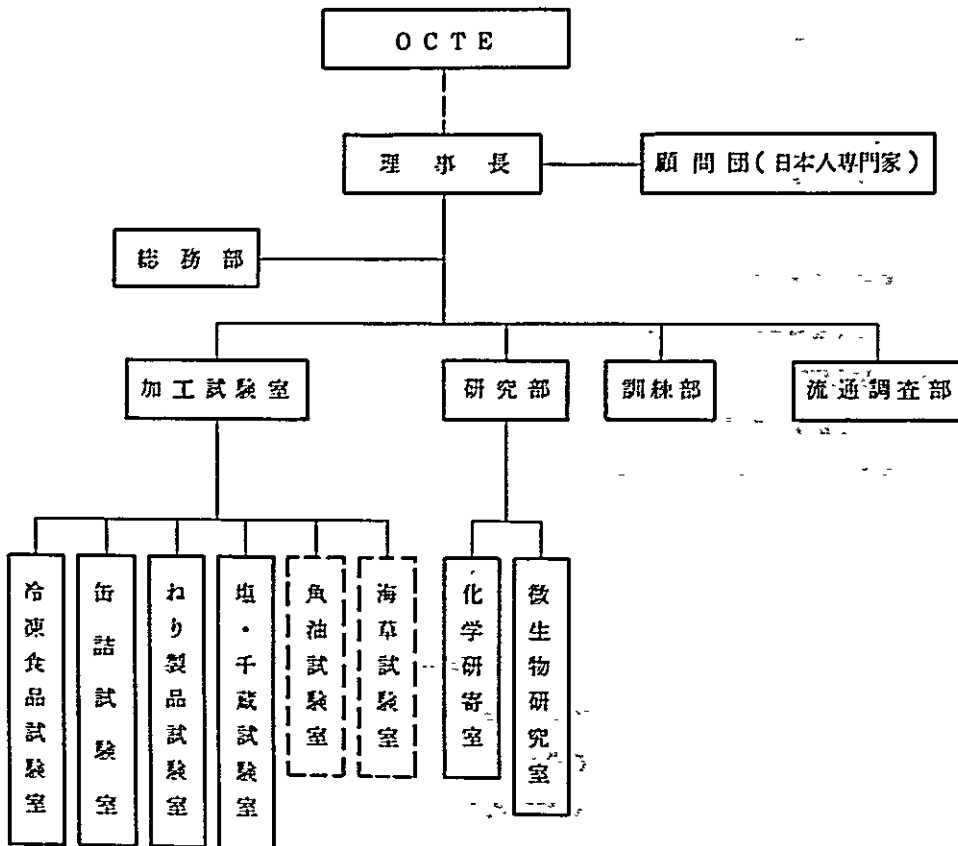 OCTE
理事長
顧問団(日本人専門家)
総務部
加工試験室
研究部
訓練部
流通調査部
冷凍食品試験室
缶詰試験室
ねり製品試験室
塩・干蔵試験室
魚油試験室
海草試験室
化学研究室
微生物研究室